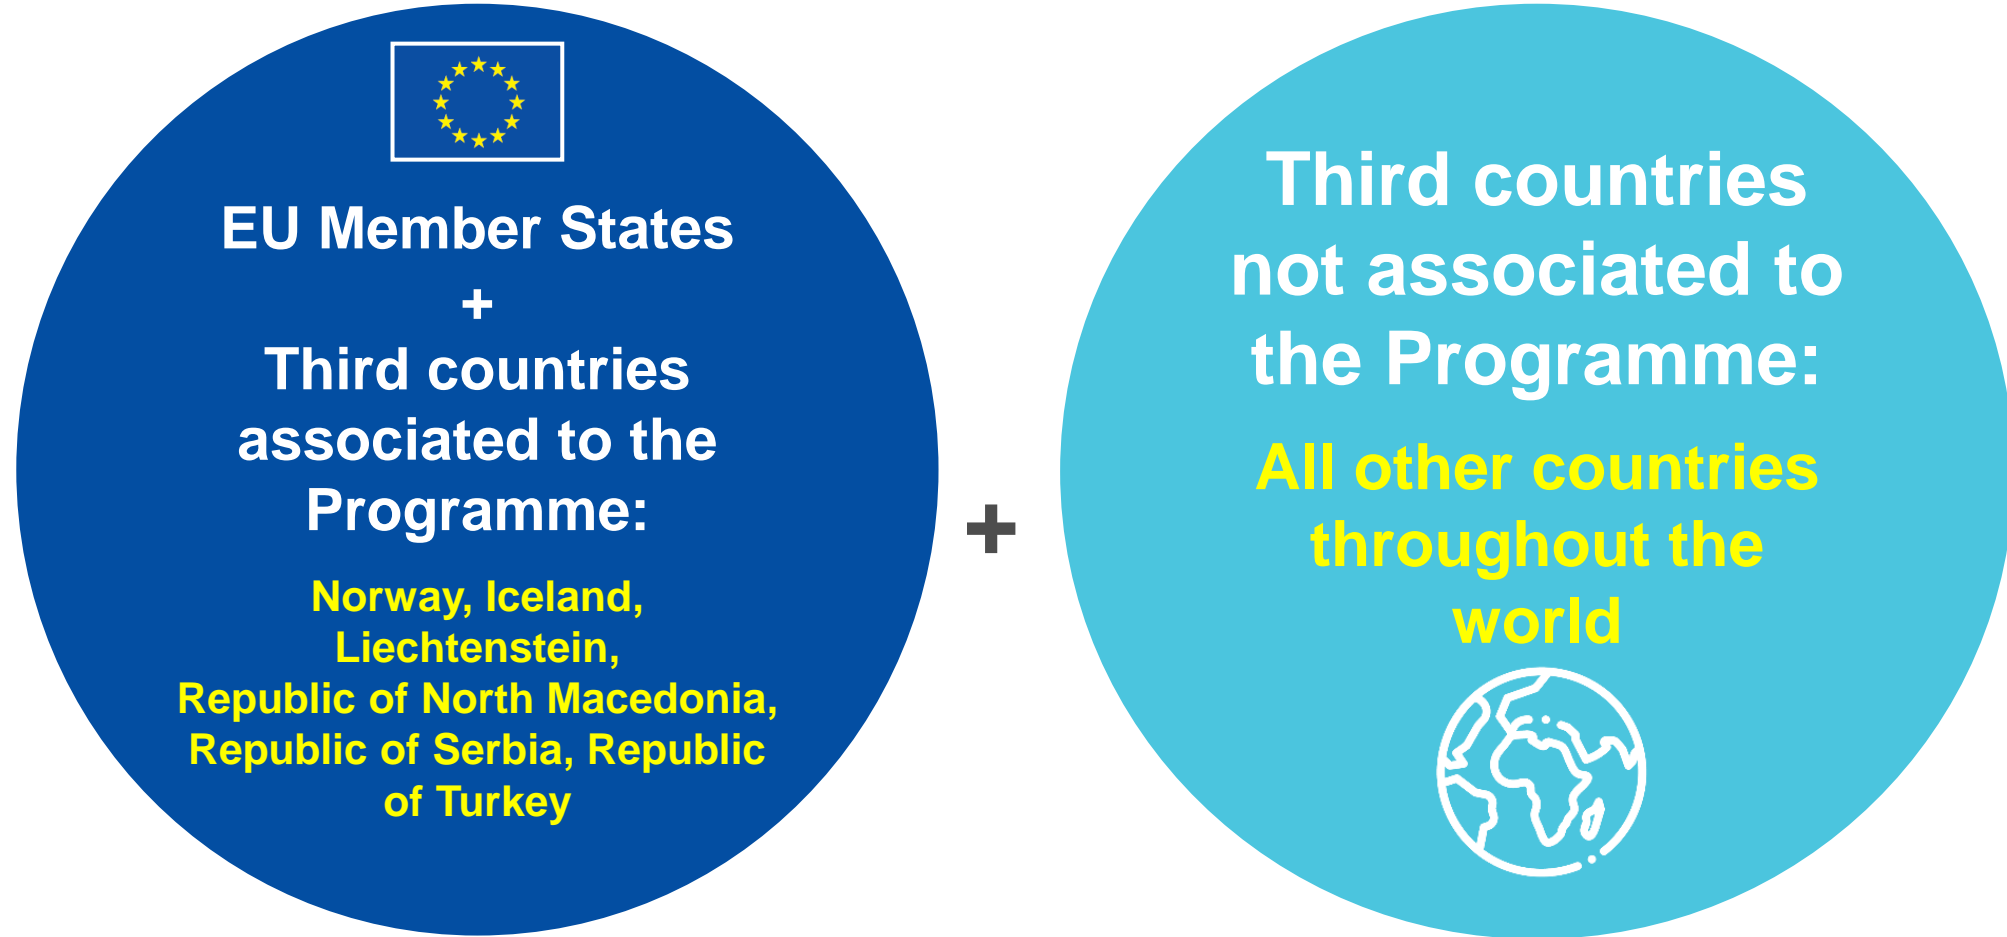 EU Member States
+
Third countries
associated to the
Programme:
Norway, Iceland,
Liechtenstein,
Republic of North Macedonia,
Republic of Serbia, Republic
of Turkey
+
Third countries
not associated to
the Programme:
All other countries
throughout the
world